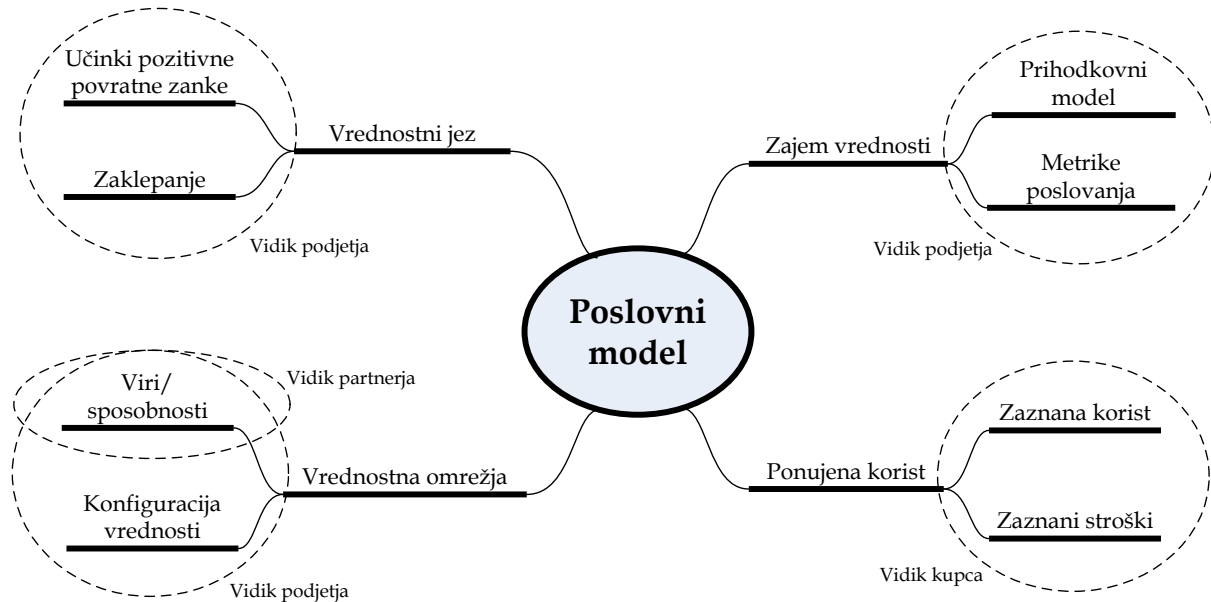 Učinki pozitivne
povratne zanke
Zaklepanje
Vrednostni jez
Vidik podjetja
Prihodkovni
model
Zajem vrednosti
Metrike
poslovanja
Vidik podjetja
Poslovni
model
Viri/
sposobnosti
Vidik partnerja
Vrednostna omrežja
Konfiguracija
vrednosti
Vidik podjetja
Zaznana korist
Ponujena korist
Zaznani stroški
Vidik kupca